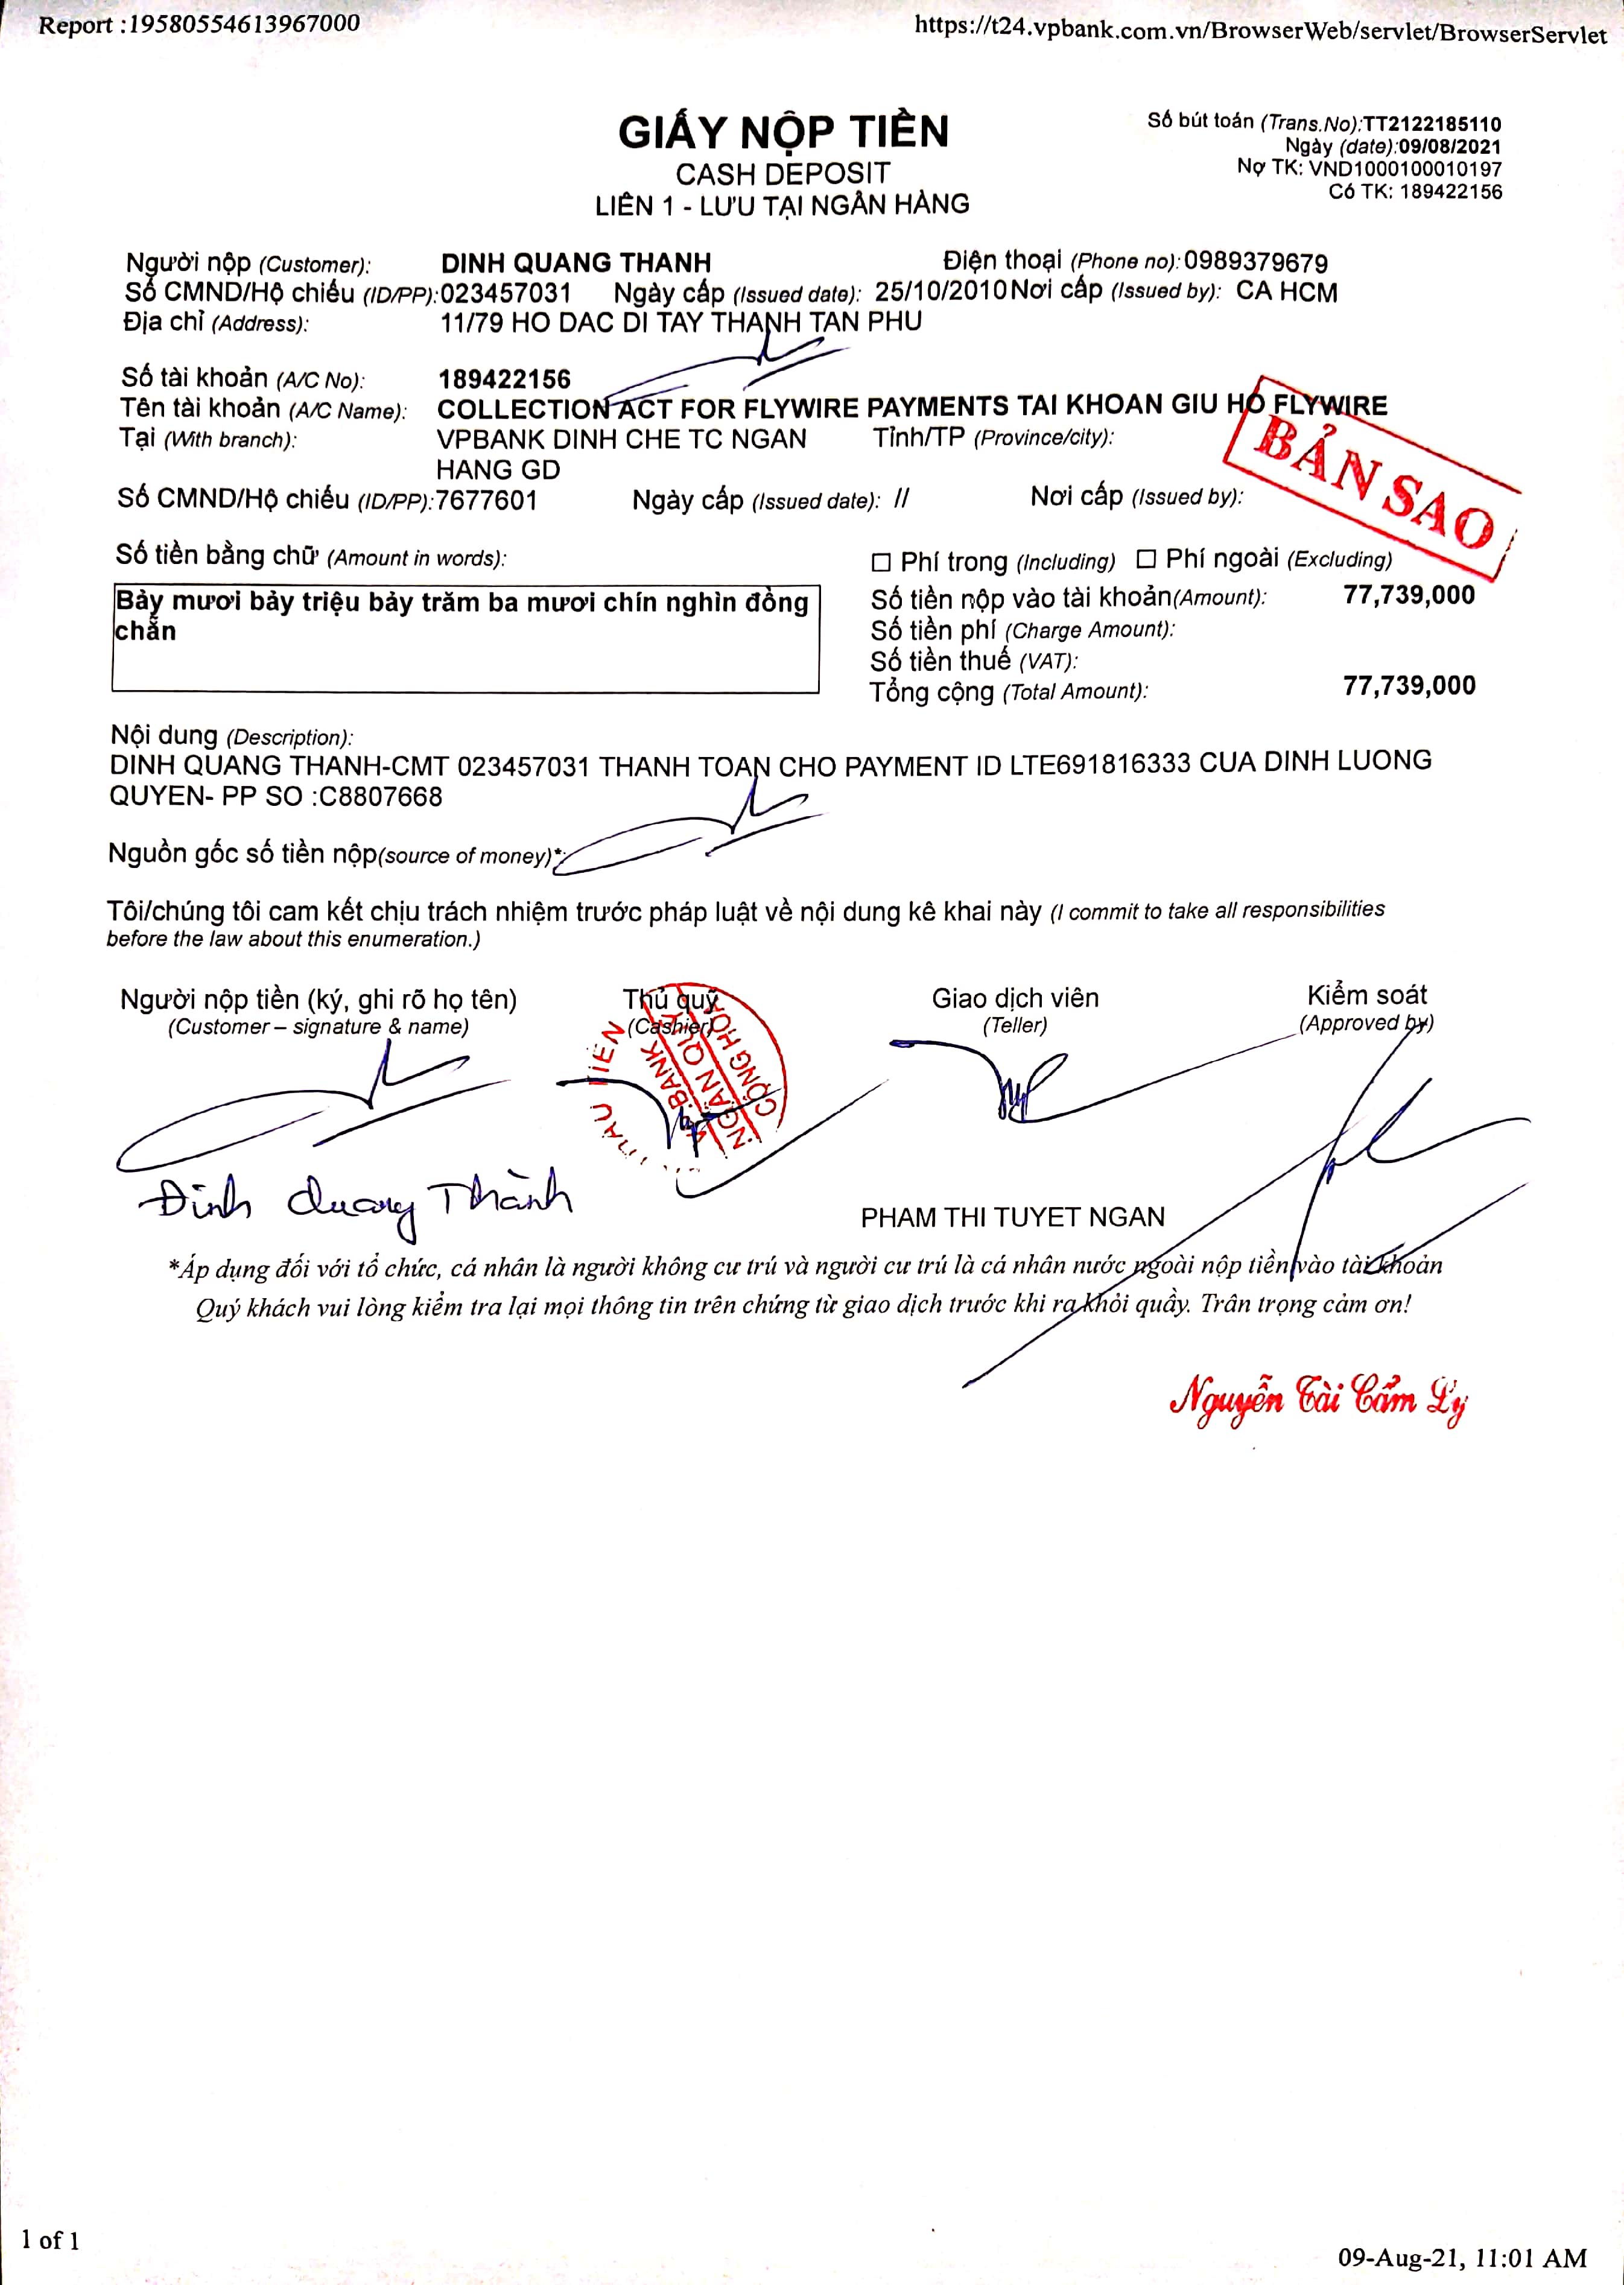 Report :19580554613967000 https://t24.vpbank.com.vn/BrowserWeb/servlet/BrowserServlet
GIẤY NỘP TIỀN
CASH DEPOSIT
LIÊN 1 - LƯU TẠI NGÂN HÀNG
Số bút toán (Trans.No):TT2122185110
Ngày (date):09/08/2021
Nợ TK: VND1000100010197
Có TK: 189422156
Người nộp (Customer): DINH QUANG THANH Điện thoại (Phone no):0989379679
Số CMND/Hộ chiếu (ID/PP):023457031 Ngày cấp (Issued date): 25/10/2010 Nơi cấp (Issued by): CA HCM
Địa chỉ (Address): 11/79 HO DAC DI TAY THANH TAN PHU
Số tài khoản (A/C No): 189422156
Tên tài khoản (A/C Name): COLLECTION ACT FOR FLYWIRE PAYMENTS TAI KHOAN GIU HO FLYWIRE
Tại (With branch): VPBANK DINH CHE TC NGAN Tỉnh/TP (Province/city):
HANG GD
BẢN SAO
Số CMND/Hộ chiếu (ID/PP):7677601 Ngày cấp (Issued date): // Nơi cấp (Issued by):
Số tiền bằng chữ (Amount in words): ☐ Phí trong (Including) ☐ Phí ngoài (Excluding)
Bảy mươi bảy triệu bảy trăm ba mươi chín nghìn đồng
chẵn
Số tiền nộp vào tài khoản(Amount): 77,739,000
Số tiền phí (Charge Amount):
Số tiền thuế (VAT):
Tổng cộng (Total Amount): 77,739,000
Nội dung (Description):
DINH QUANG THANH-CMT 023457031 THANH TOAN CHO PAYMENT ID LTE691816333 CUA DINH LUONG
QUYEN- PP SO :C8807668
Nguồn gốc số tiền nộp(source of money)*:
Tôi/chúng tôi cam kết chịu trách nhiệm trước pháp luật về nội dung kê khai này (I commit to take all responsibilities
before the law about this enumeration.)
Người nộp tiền (ký, ghi rõ họ tên) Thủ quỹ Giao dịch viên Kiểm soát
(Customer – signature & name) (Cashier) (Teller) (Approved by)
BANK
NGÂN QUỸ
CỘNG HÒA
Đinh Quang Thành
PHAM THI TUYET NGAN
*Áp dụng đối với tổ chức, cá nhân là người không cư trú và người cư trú là cá nhân nước ngoài nộp tiền vào tài khoản
Quý khách vui lòng kiểm tra lại mọi thông tin trên chứng từ giao dịch trước khi ra khỏi quầy. Trân trọng cảm ơn!
Nguyễn Tài Cẩm Lý
1 of 1 09-Aug-21, 11:01 AM